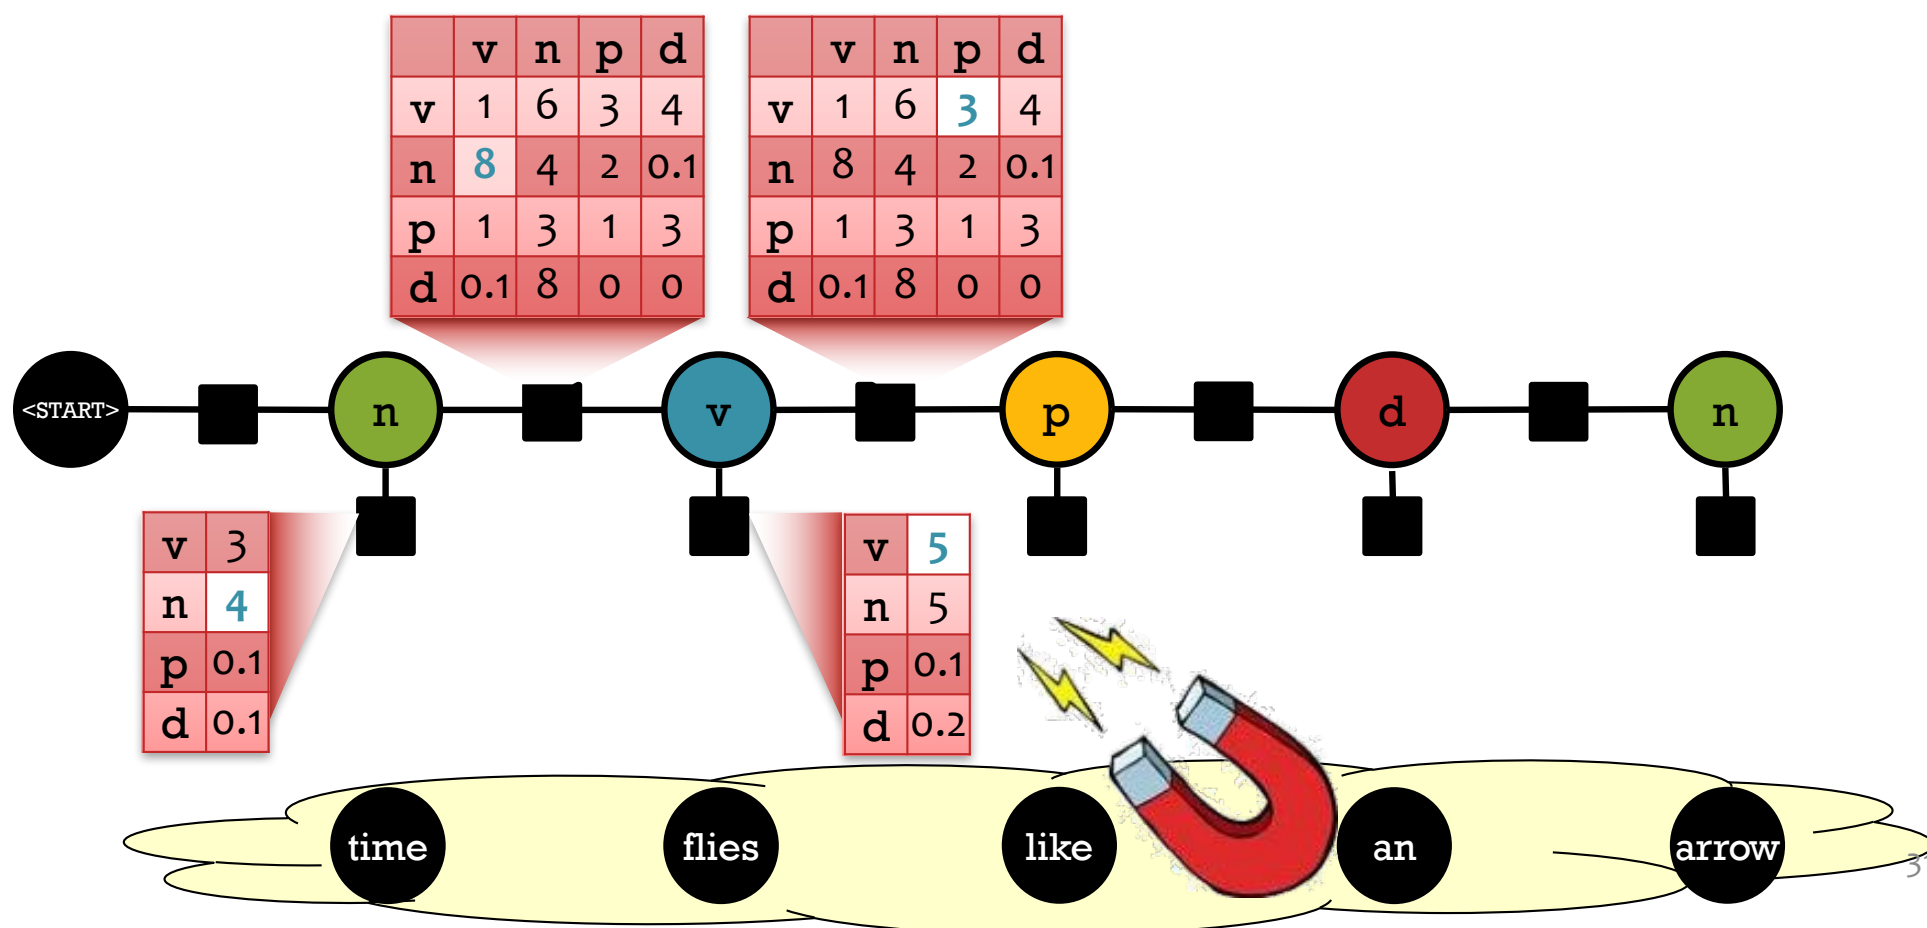 v n p d
v 1 6 3 4
n 8 4 2 0.1
p 1 3 1 3
d 0.1 8 0 0
v n p d
v 1 6 3 4
n 8 4 2 0.1
p 1 3 1 3
d 0.1 8 0 0
<START> n v p d n
v 3
n 4
p 0.1
d 0.1
v 5
n 5
p 0.1
d 0.2
time flies like an arrow
3